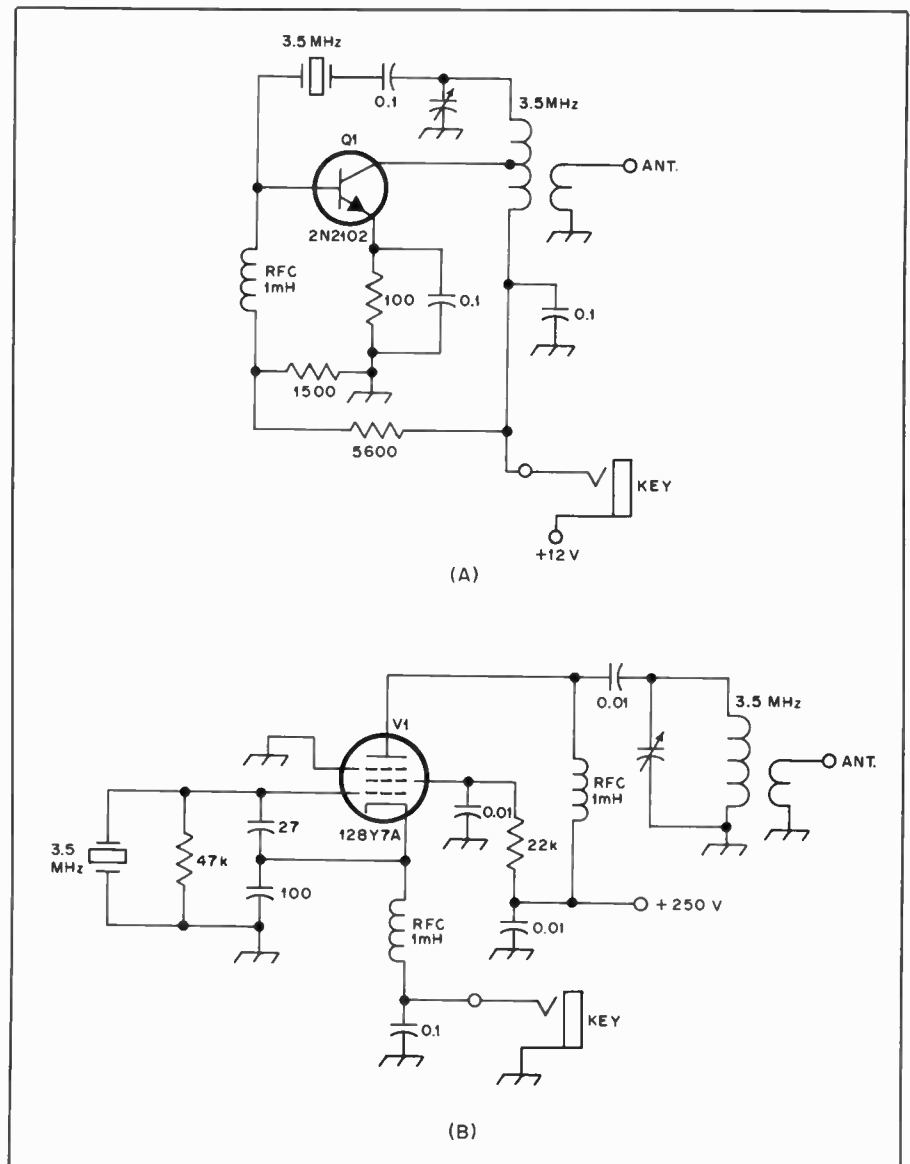 3.5 MHz
0.1
3.5MHz
Q1
ANT.
2N2102
RFC
1mH
100
0.1
0.1
1500
5600
KEY
+12 V
(A)
0.01
3.5 MHz
V1
ANT.
RFC
1mH
0.01
128Y7A
22k
27
3.5
MHz
47k
100
+ 250 V
0.01
RFC
1mH
KEY
0.1
(B)